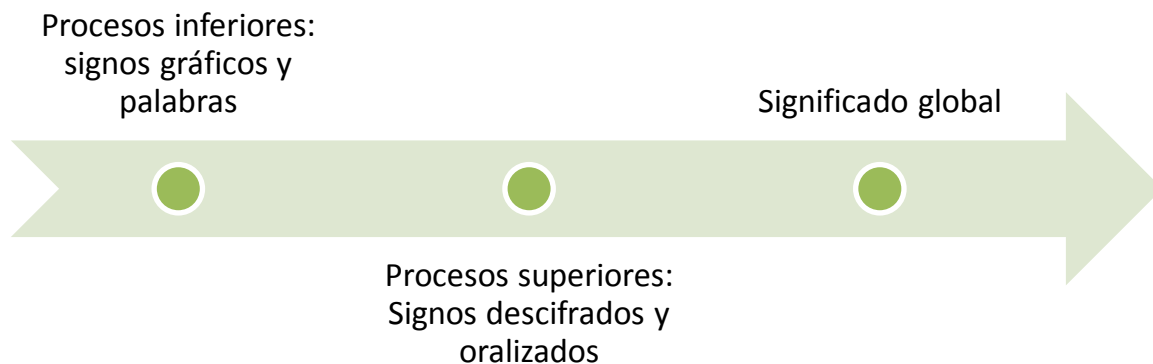 Procesos inferiores:
signos gráficos y
palabras
Procesos superiores:
Signos descifrados y
oralizados
Significado global